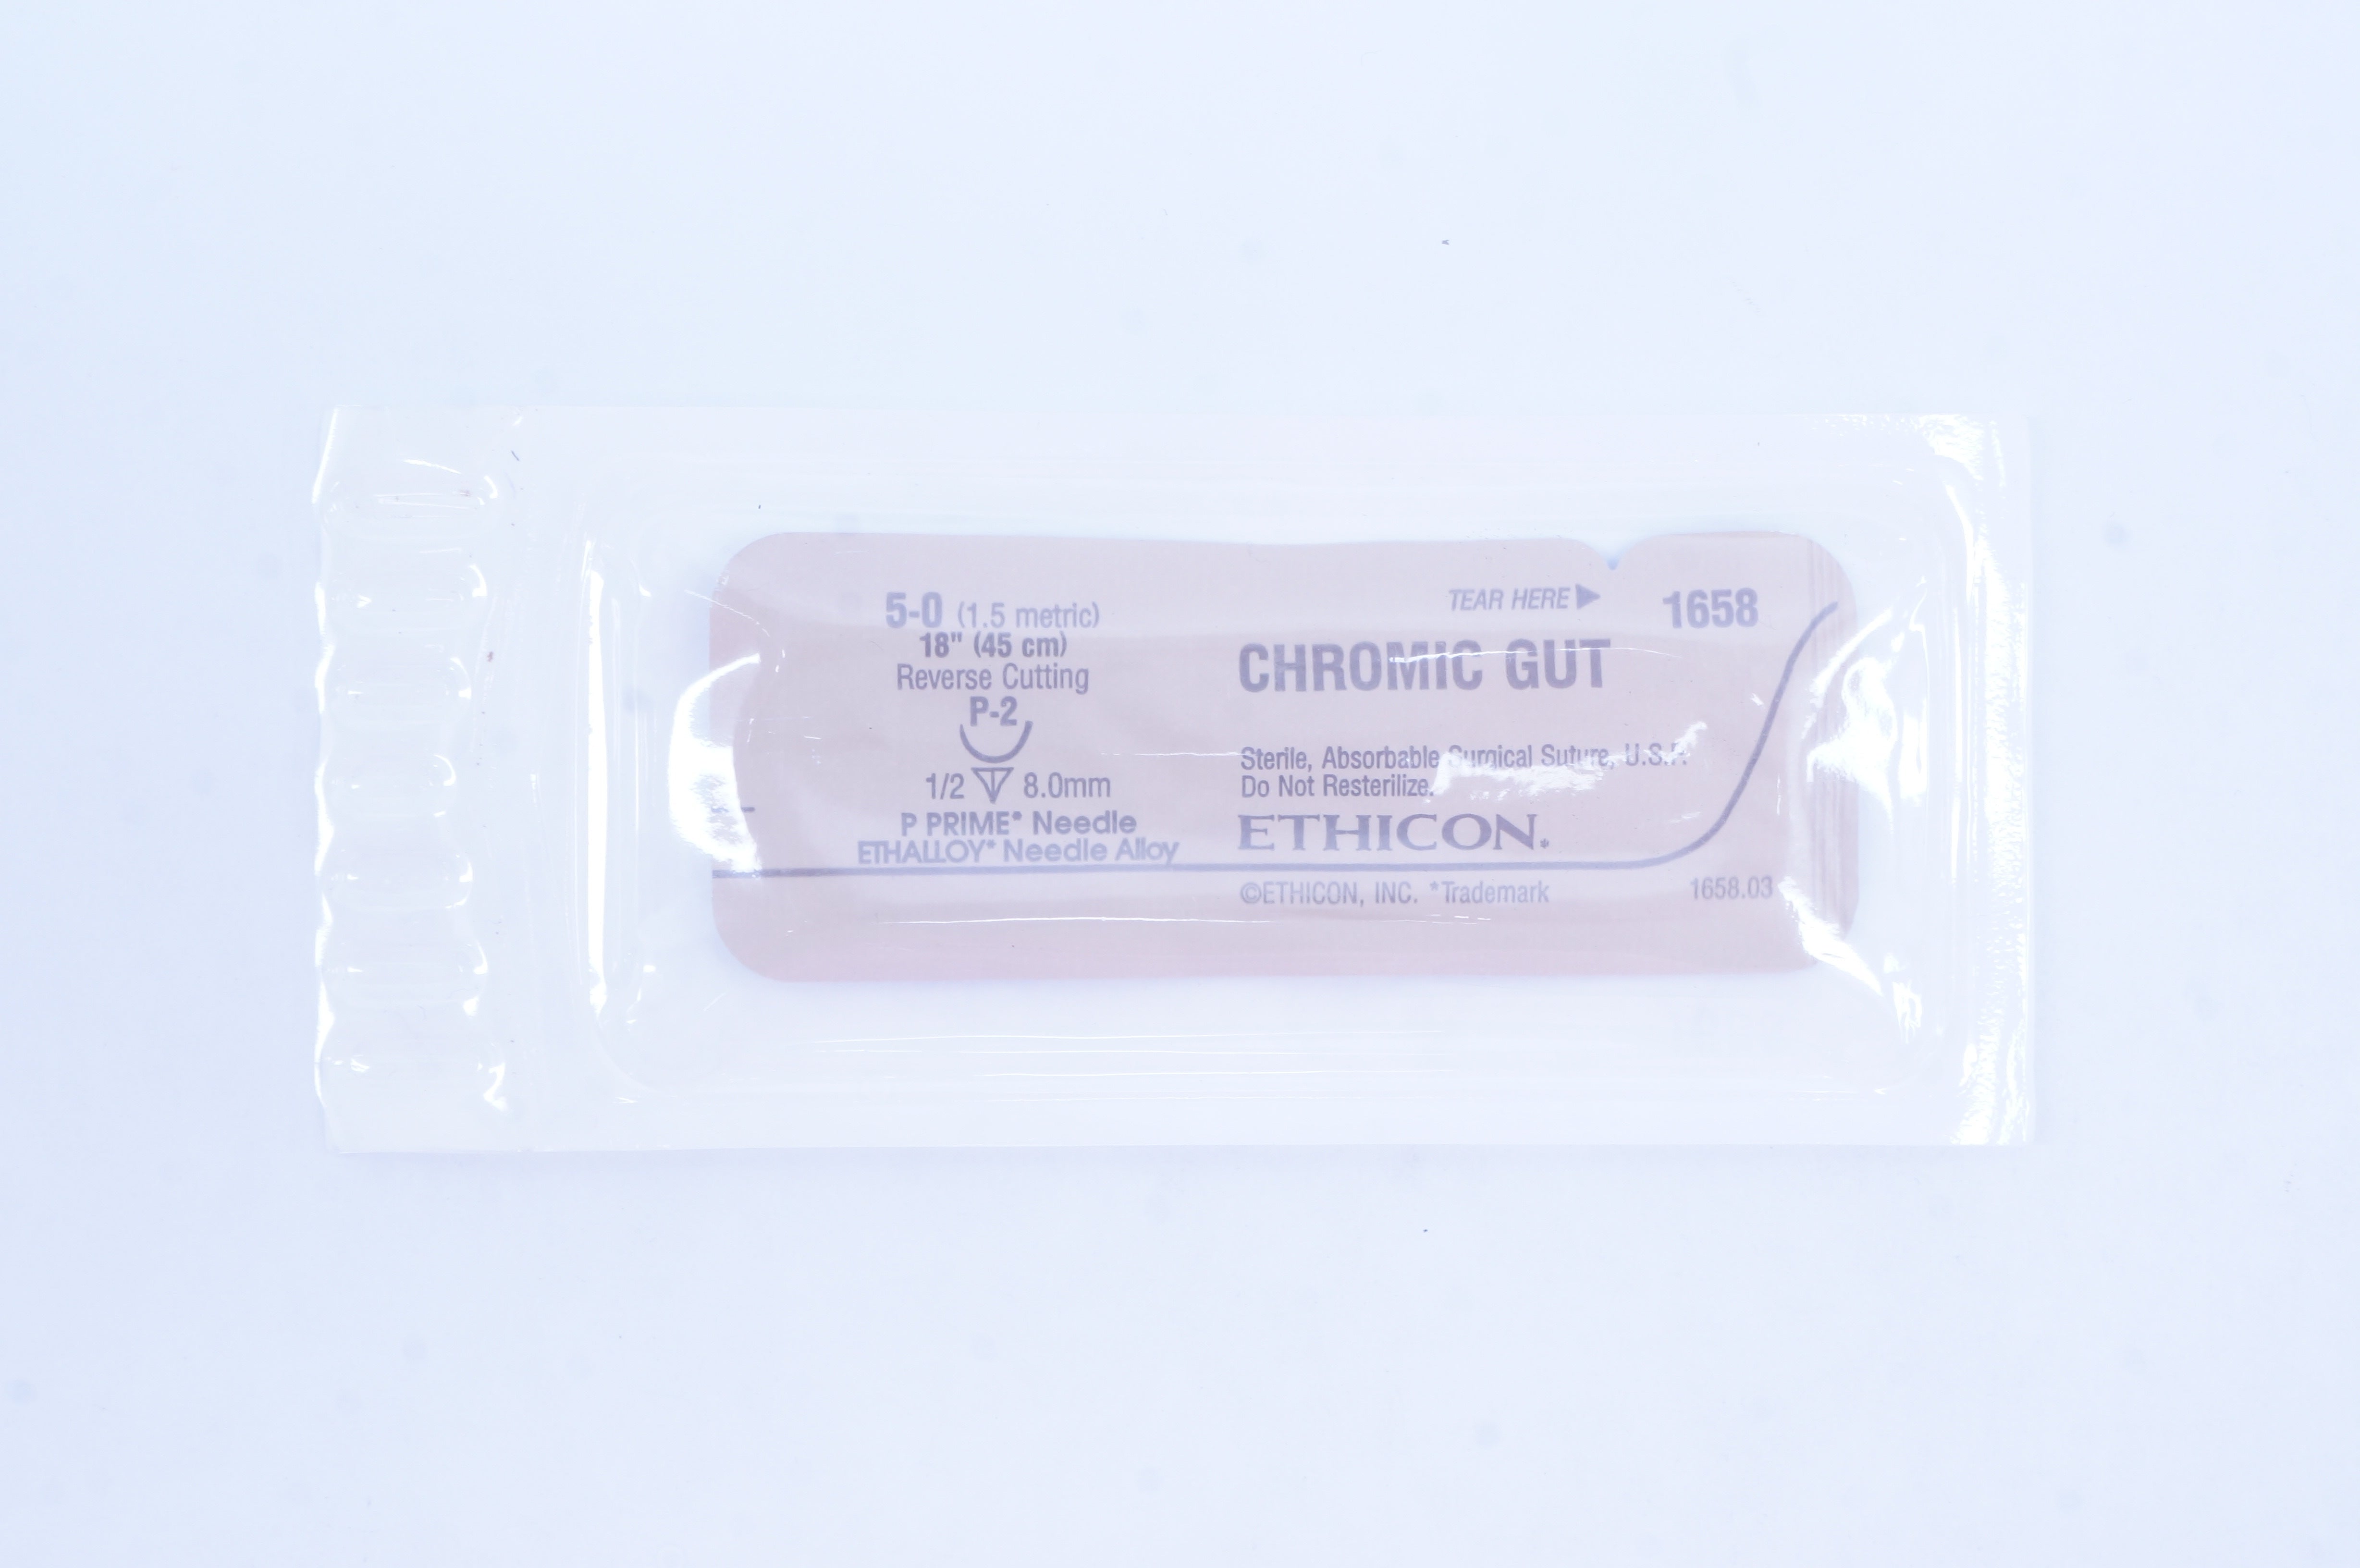 5-0 (1.5 metric)
18" (45 cm)
Reverse Cutting
P-2
1/2 8.0mm
P PRIME* Needle
ETHALLOY* Needle Alloy
TEAR HERE ▶
1658
CHROMIC GUT
Sterile, Absorbable Surgical Suture, U.S.P.
Do Not Resterilize.
ETHICON*
©ETHICON, INC. *Trademark
1658.03